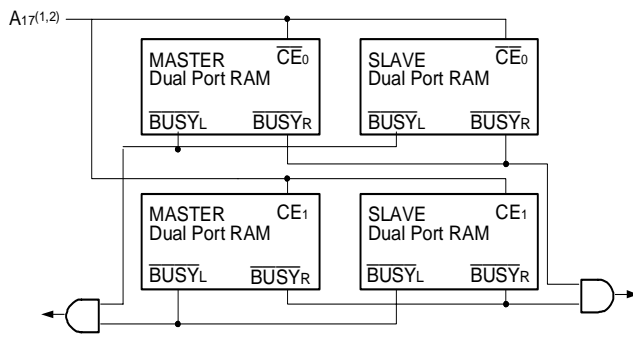 A17(1,2)
MASTER CE0 SLAVE CE0
Dual Port RAM Dual Port RAM
BUSYL BUSYR BUSYL BUSYR
MASTER CE1 SLAVE CE1
Dual Port RAM Dual Port RAM
BUSYL BUSYR BUSYL BUSYR